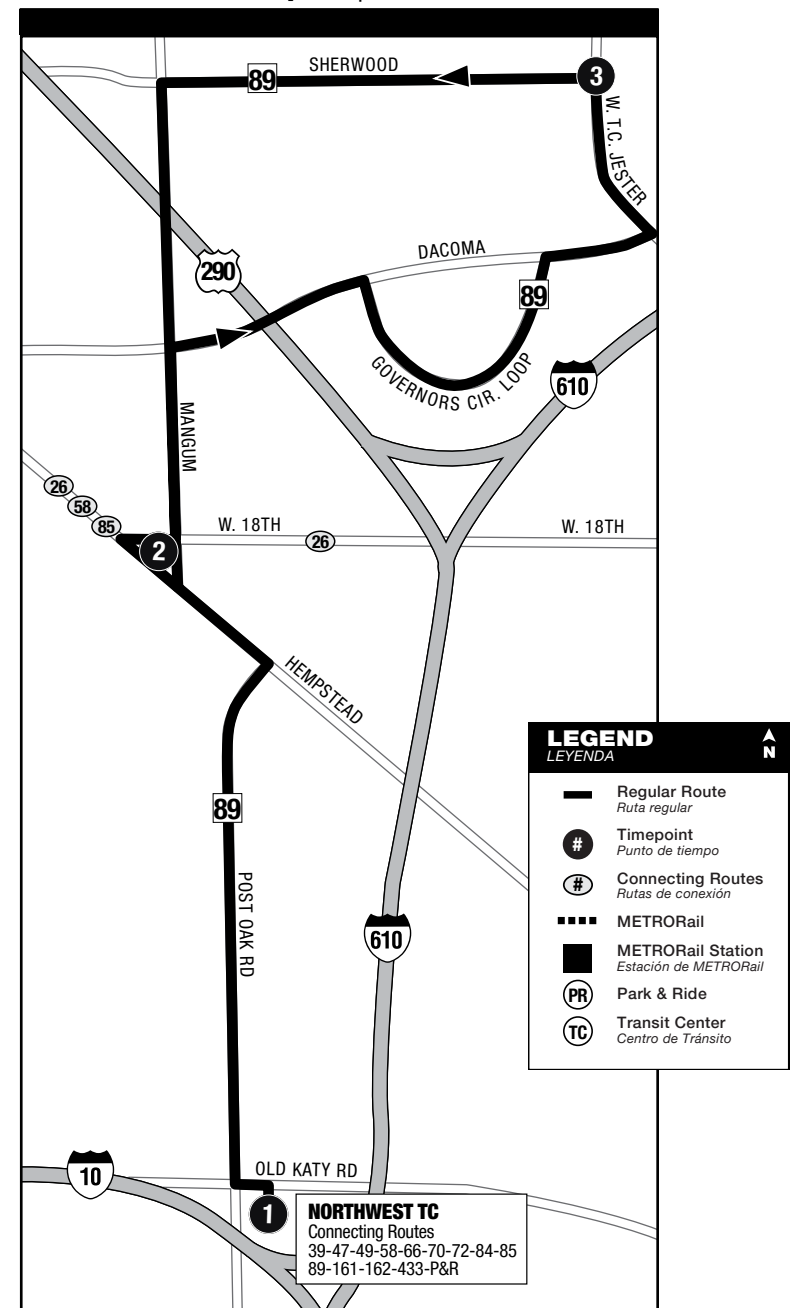 SHERWOOD
89
3
W. T.C. JESTER
DACOMA
290
89
GOVERNORS CIR. LOOP
610
MANGUM
26
58
85
2
W. 18TH
26
W. 18TH
HEMPSTEAD
89
POST OAK RD
610
LEGEND
LEYENDA
N
Regular Route
Ruta regular
# Timepoint
Punto de tiempo
# Connecting Routes
Rutas de conexión
METRORail
METRORail Station
Estación de METRORail
PR Park & Ride
TC Transit Center
Centro de Tránsito
10
OLD KATY RD
1
NORTHWEST TC
Connecting Routes
39-47-49-58-66-70-72-84-85
89-161-162-433-P&R